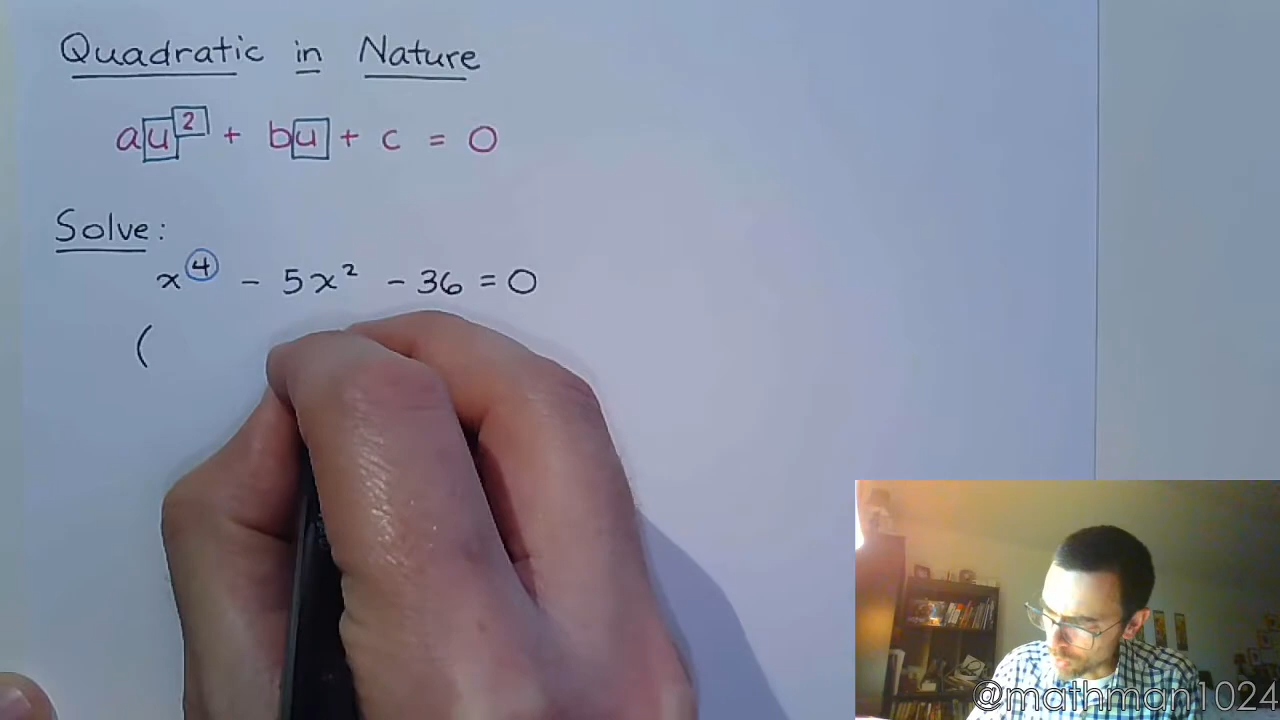 Quadratic in Nature
au² + bu + c = 0
Solve:
x⁴ - 5x² - 36 = 0
(
@mathman1024